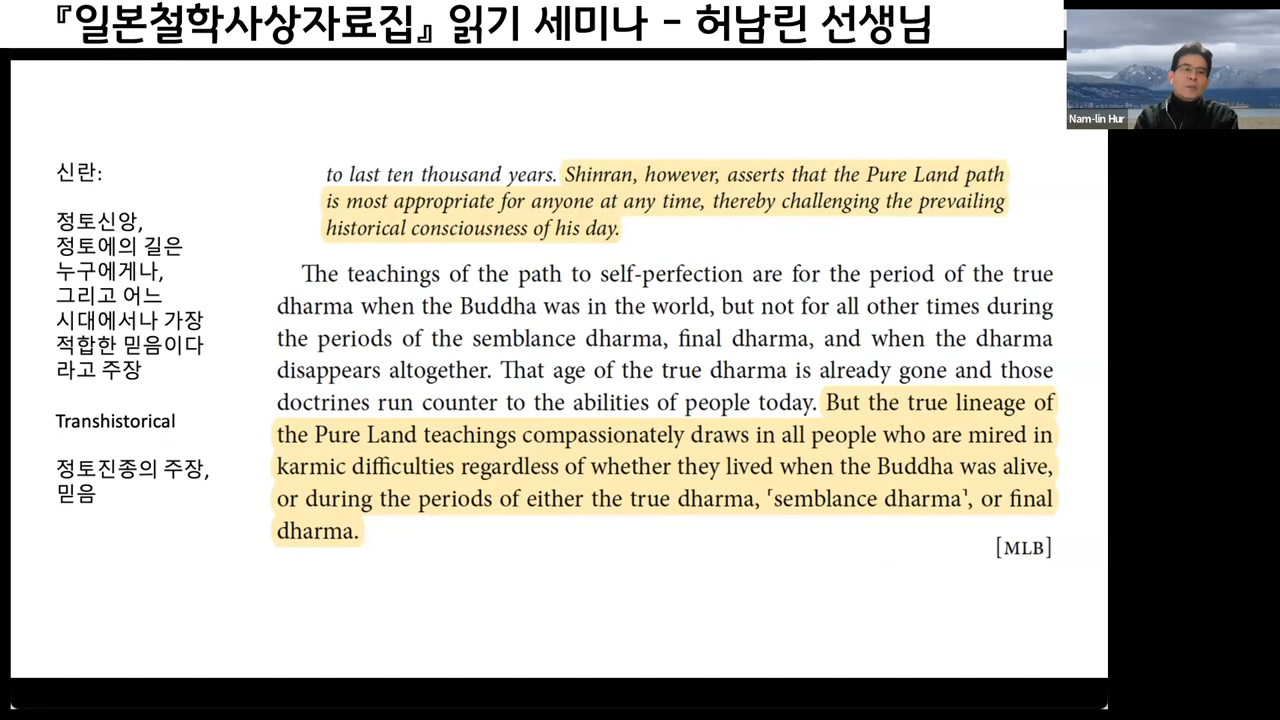 『일본철학사상자료집』 읽기 세미나 - 허남린 선생님
Nam-lin Hur
신란:
정토신앙,
정토에의 길은
누구에게나,
그리고 어느
시대에서나 가장
적합한 믿음이다
라고 주장
Transhistorical
정토진종의 주장,
믿음
to last ten thousand years. Shinran, however, asserts that the Pure Land path
is most appropriate for anyone at any time, thereby challenging the prevailing
historical consciousness of his day.
The teachings of the path to self-perfection are for the period of the true
dharma when the Buddha was in the world, but not for all other times during
the periods of the semblance dharma, final dharma, and when the dharma
disappears altogether. That age of the true dharma is already gone and those
doctrines run counter to the abilities of people today. But the true lineage of
the Pure Land teachings compassionately draws in all people who are mired in
karmic difficulties regardless of whether they lived when the Buddha was alive,
or during the periods of either the true dharma, ⌜semblance dharma⌝, or final
dharma.
[MLB]